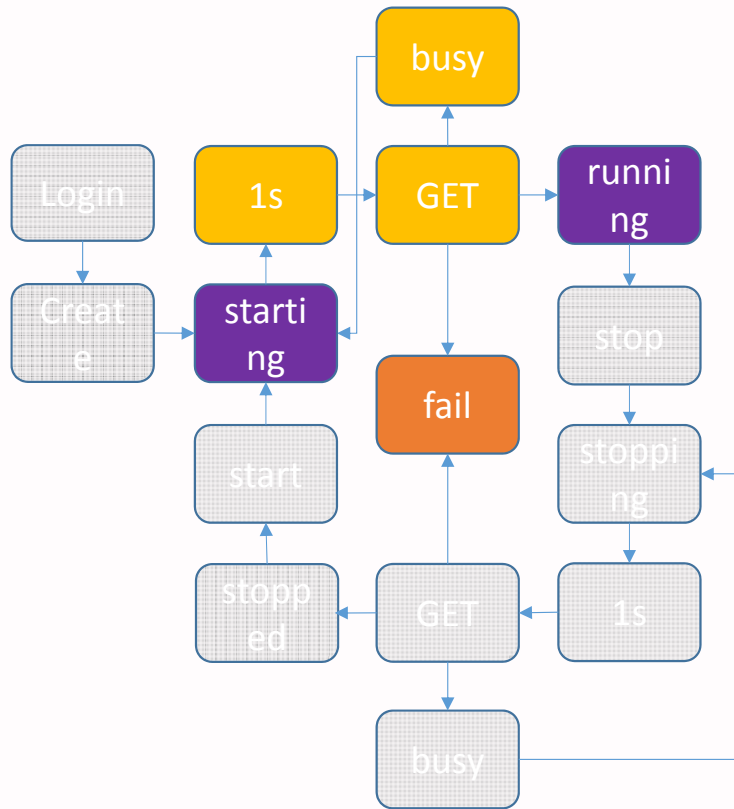 busy
Login
1s
GET
runni
ng
Creat
e
starti
ng
stop
fail
start
stoppi
ng
stopp
ed
GET
1s
busy